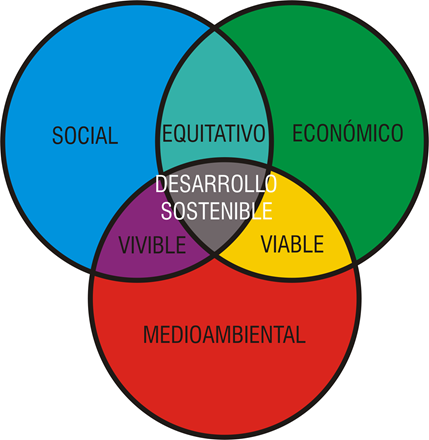 SOCIAL
EQUITATIVO
ECONÓMICO
DESARROLLO
SOSTENIBLE
VIVIBLE
VIABLE
MEDIOAMBIENTAL